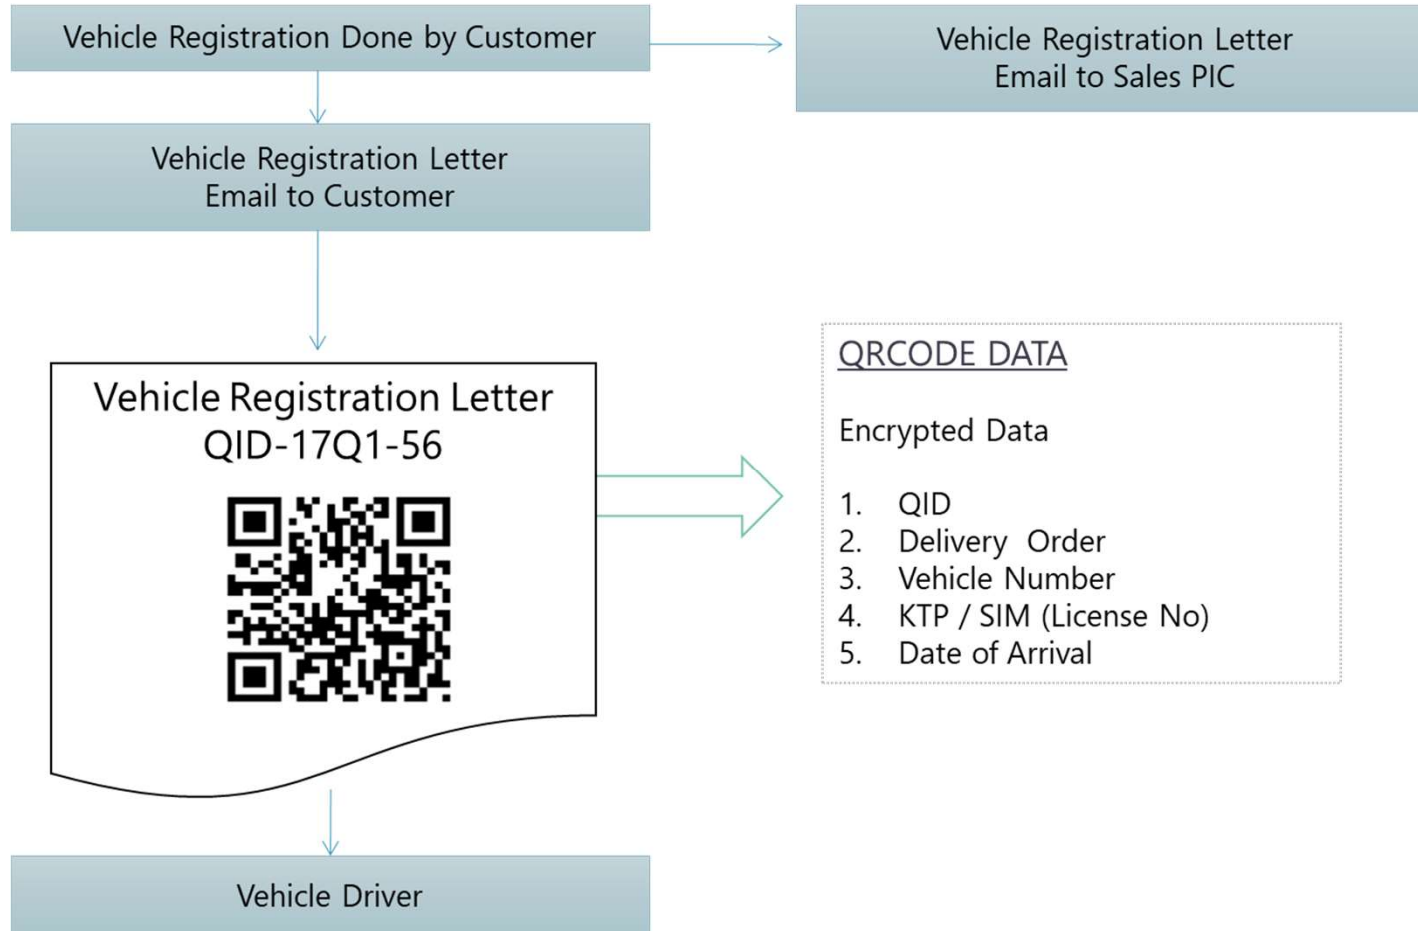 Vehicle Registration Done by Customer
Vehicle Registration Letter
Email to Sales PIC
Vehicle Registration Letter
Email to Customer
Vehicle Registration Letter
QID-17Q1-56
QRCODE DATA
Encrypted Data
1. QID
2. Delivery Order
3. Vehicle Number
4. KTP / SIM (License No)
5. Date of Arrival
Vehicle Driver